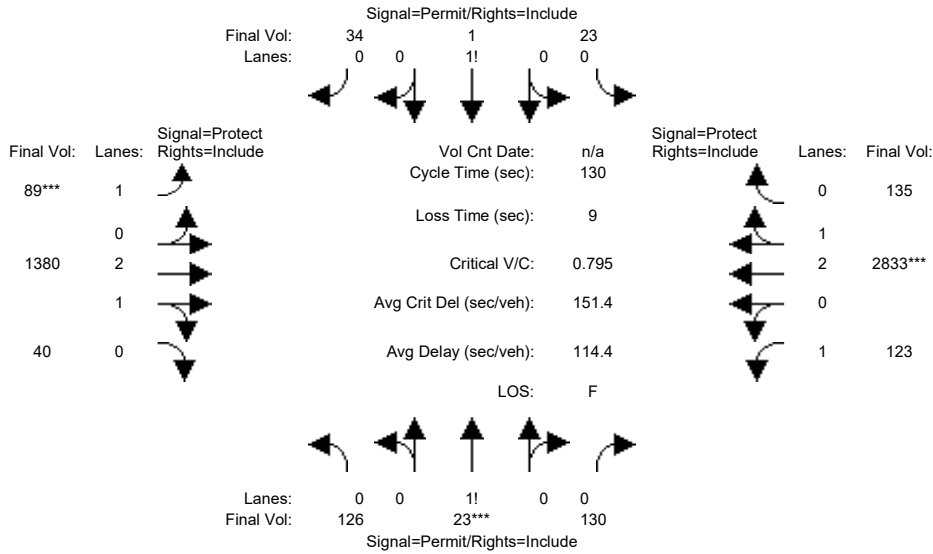 Signal=Permit/Rights=Include
Final Vol: 34 1 23
Lanes: 0 0 1! 0 0
Signal=Protect
Final Vol: Lanes: Rights=Include
Vol Cnt Date: n/a
Signal=Protect
Rights=Include Lanes: Final Vol:
Cycle Time (sec): 130
89*** 1
0 135
Loss Time (sec): 9
0
1
1380 2
Critical V/C: 0.795
2 2833***
1
Avg Crit Del (sec/veh): 151.4
0
40 0
Avg Delay (sec/veh): 114.4
1 123
LOS: F
Lanes: 0 0 1! 0 0
Final Vol: 126 23*** 130
Signal=Permit/Rights=Include